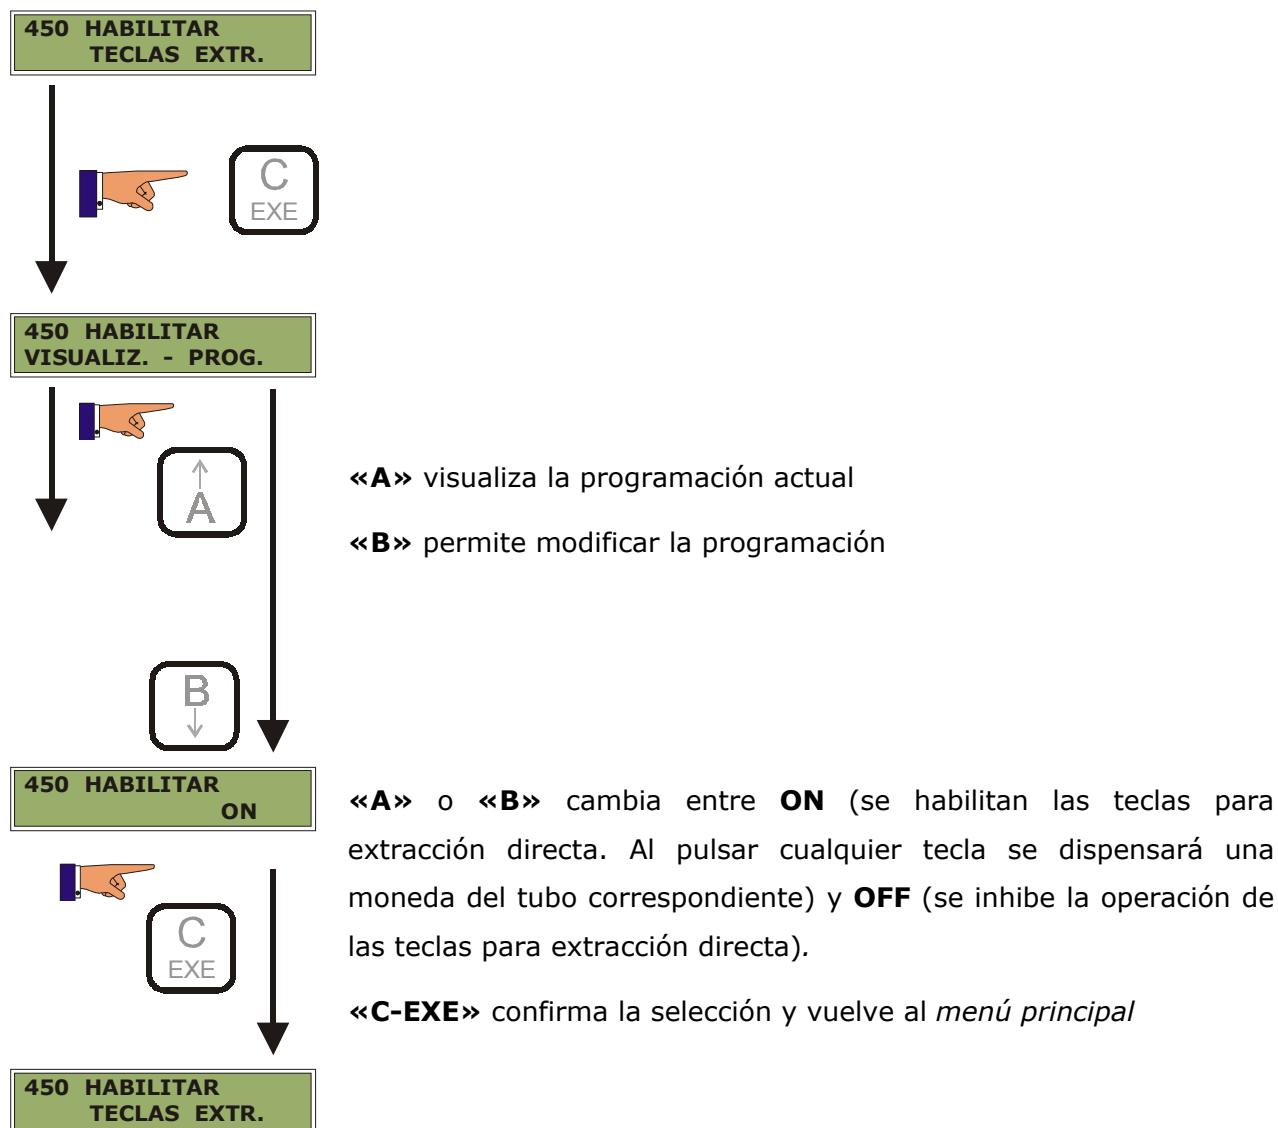 450 HABILITAR
TECLAS EXTR.
C
EXE
450 HABILITAR
VISUALIZ. - PROG.
A
«A» visualiza la programación actual
«B» permite modificar la programación
B
450 HABILITAR
ON
«A» o «B» cambia entre ON (se habilitan las teclas para
extracción directa. Al pulsar cualquier tecla se dispensará una
moneda del tubo correspondiente) y OFF (se inhibe la operación de
las teclas para extracción directa).
C
EXE
«C-EXE» confirma la selección y vuelve al menú principal
450 HABILITAR
TECLAS EXTR.